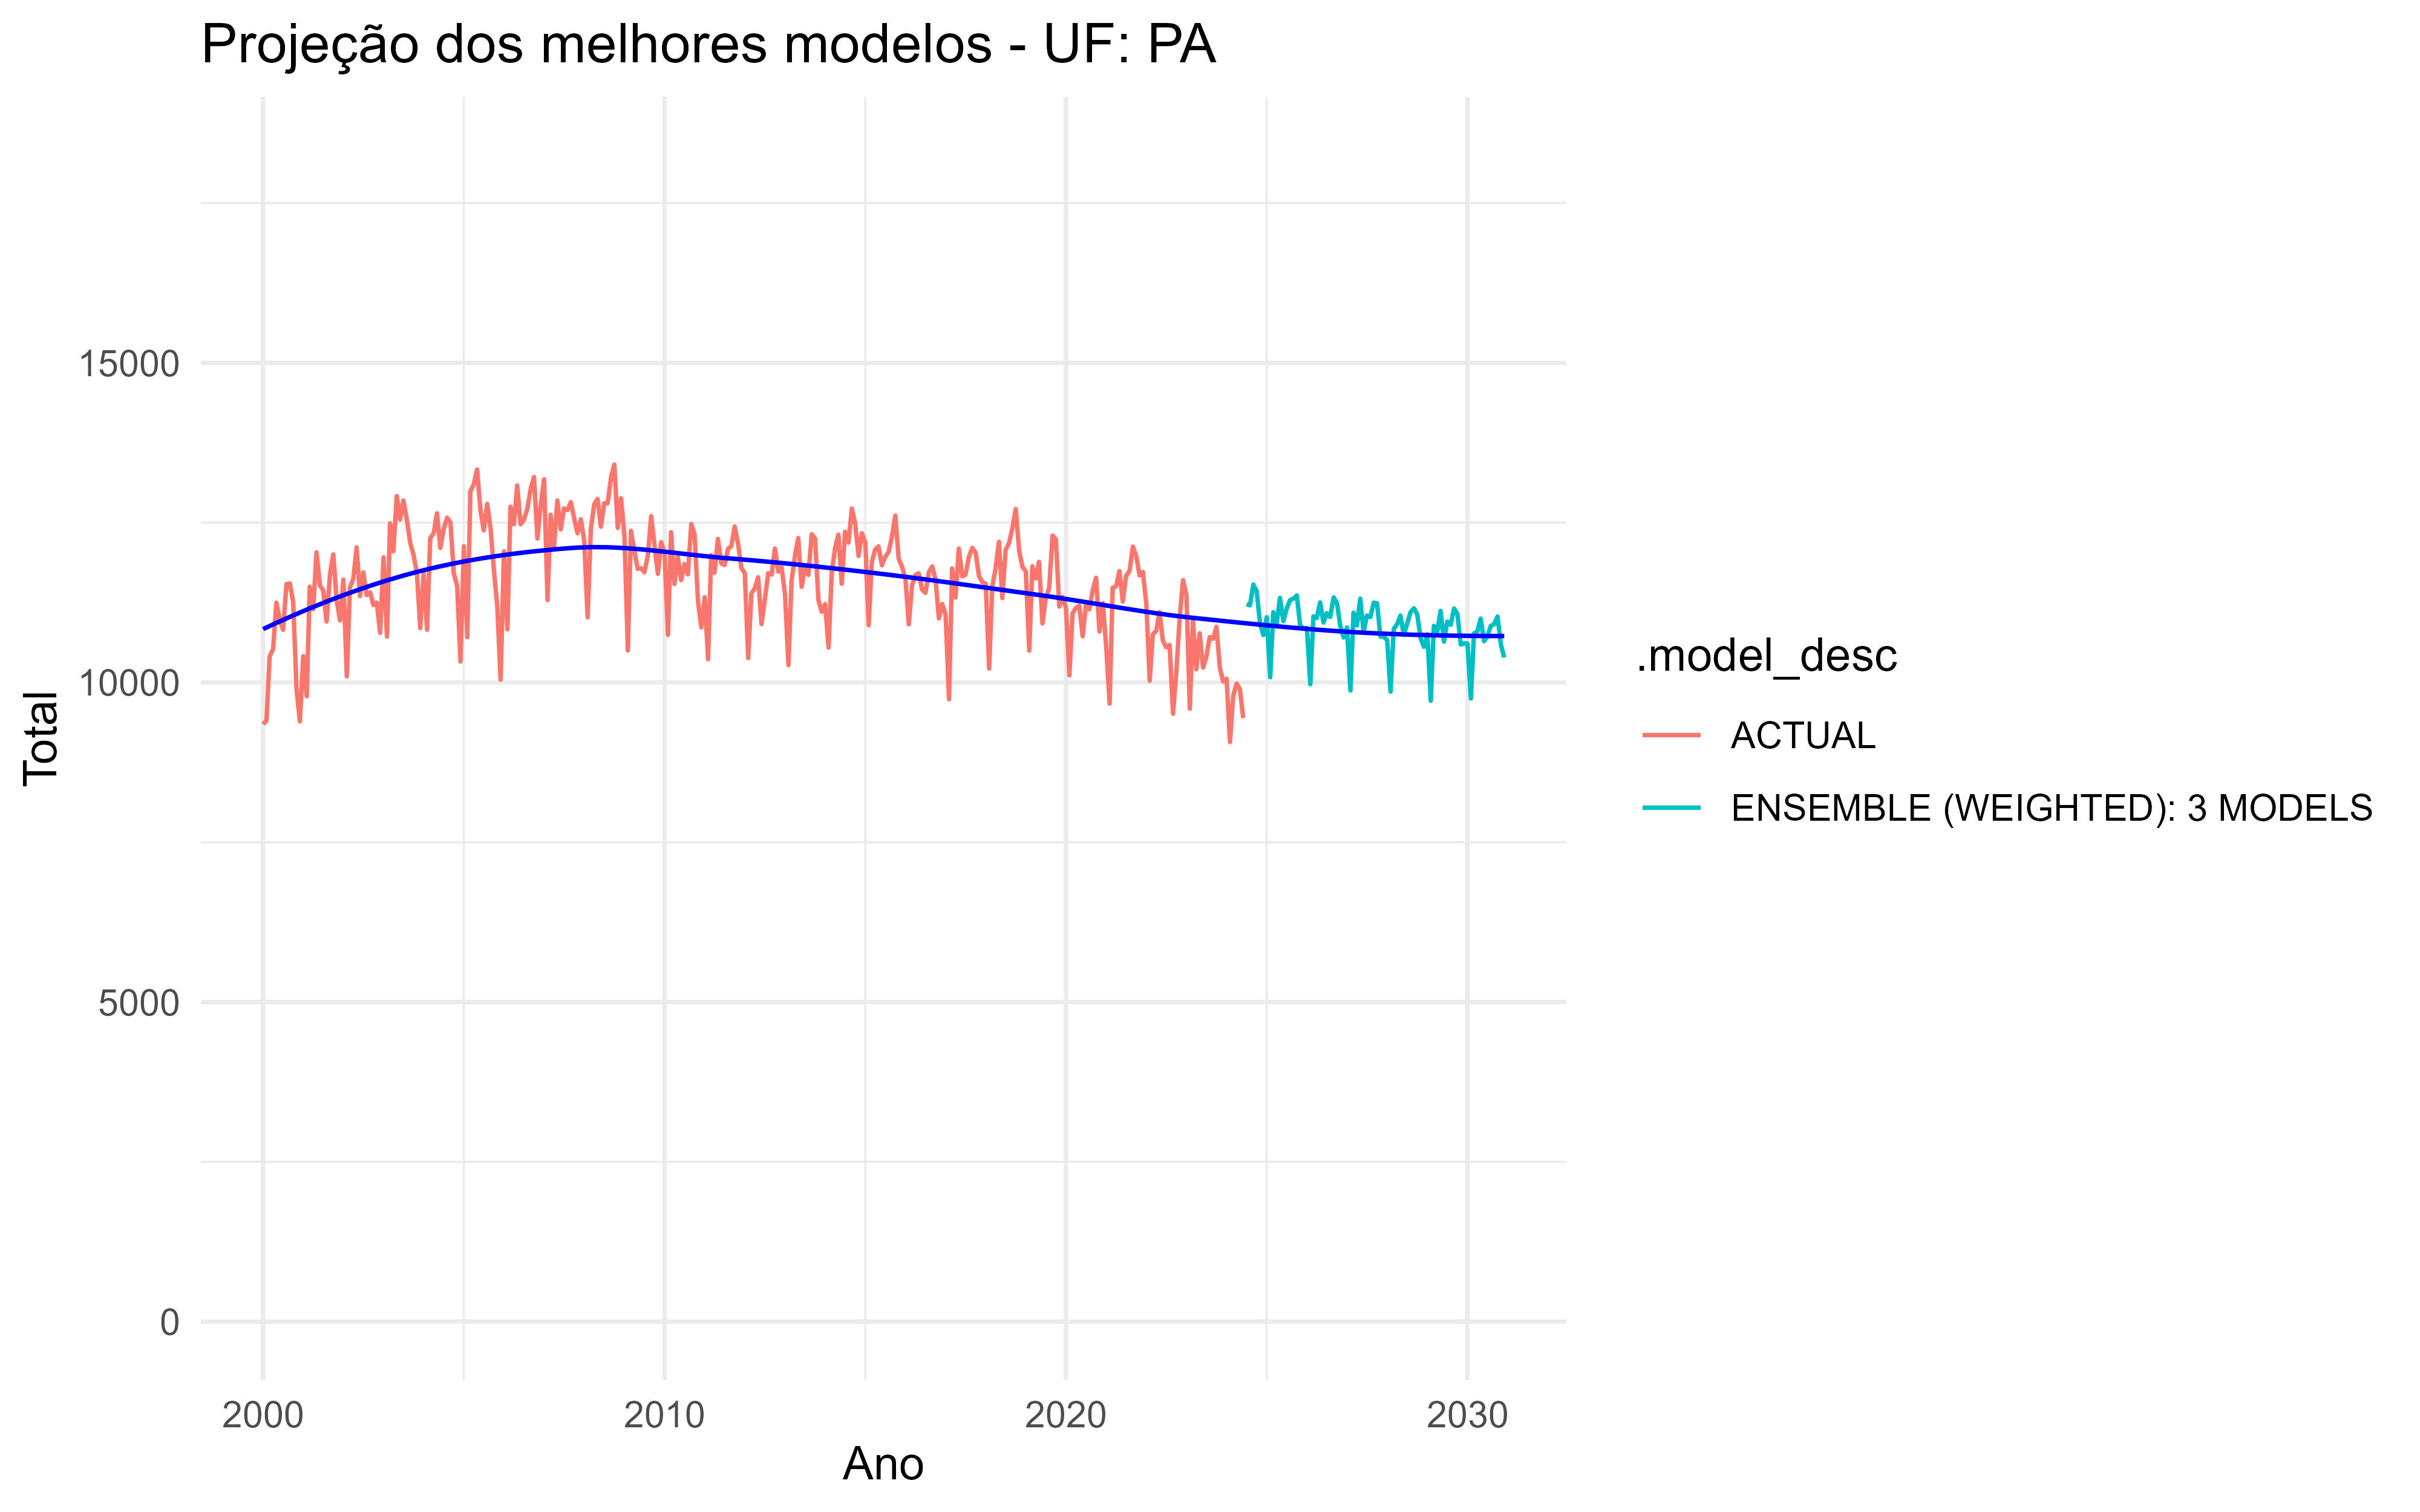 Projeção dos melhores modelos - UF: PA
Total
15000
10000
5000
0
2000
2010
2020
2030
Ano
.model_desc
ACTUAL
ENSEMBLE (WEIGHTED): 3 MODELS